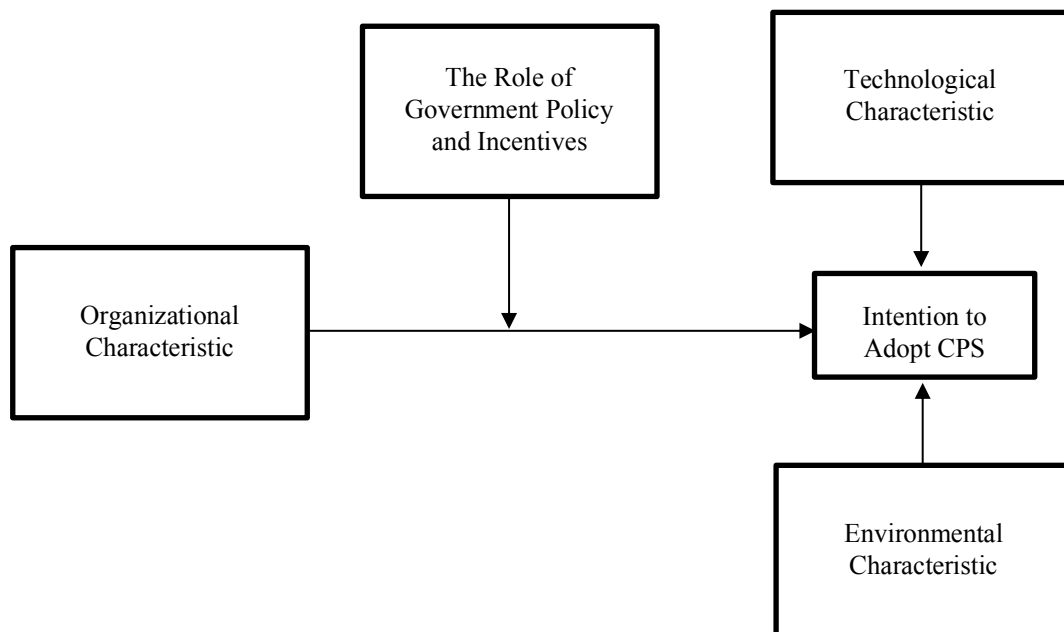 The Role of
Government Policy
and Incentives
Technological
Characteristic
Organizational
Characteristic
Intention to
Adopt CPS
Environmental
Characteristic